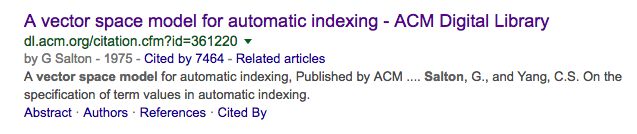 A vector space model for automatic indexing - ACM Digital Library
dl.acm.org/citation.cfm?id=361220
by G Salton - 1975 - Cited by 7464 - Related articles
A vector space model for automatic indexing, Published by ACM .... Salton, G., and Yang, C.S. On the
specification of term values in automatic indexing.
Abstract · Authors · References · Cited By